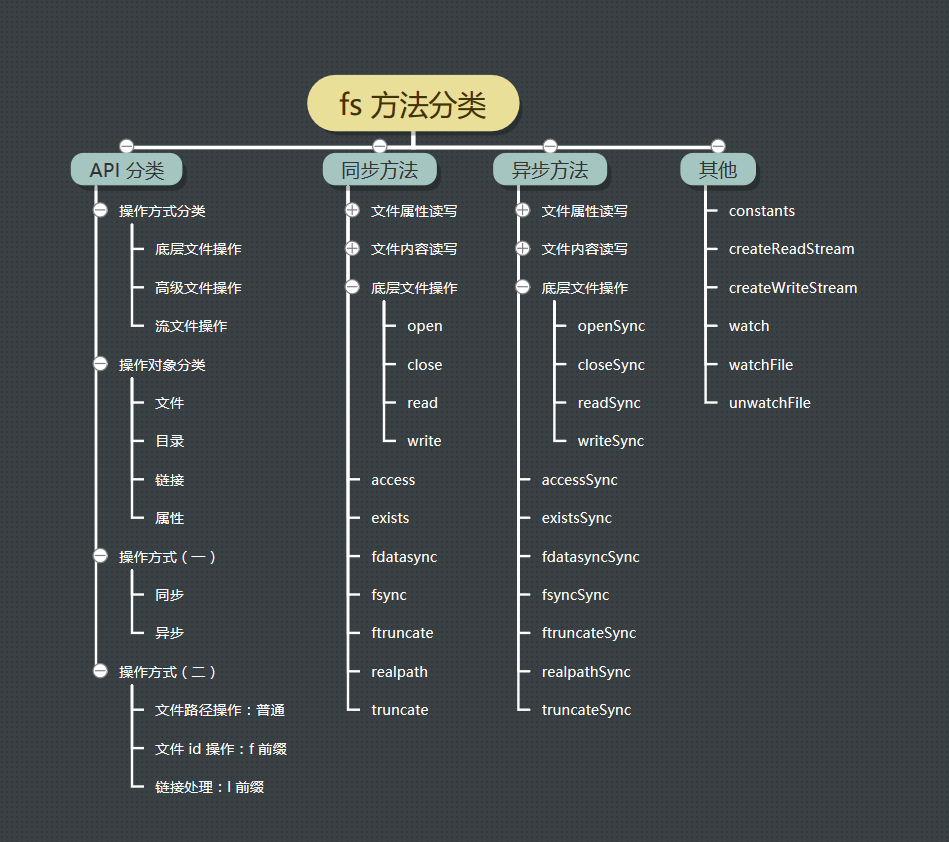 fs 方法分类
API 分类
操作方式分类
底层文件操作
高级文件操作
流文件操作
操作对象分类
文件
目录
链接
属性
操作方式（一）
同步
异步
操作方式（二）
文件路径操作：普通
文件 id 操作：f 前缀
链接处理：l 前缀
同步方法
文件属性读写
文件内容读写
底层文件操作
open
close
read
write
access
exists
fdatasync
fsync
ftruncate
realpath
truncate
异步方法
文件属性读写
文件内容读写
底层文件操作
openSync
closeSync
readSync
writeSync
accessSync
existsSync
fdatasyncSync
fsyncSync
ftruncateSync
realpathSync
truncateSync
其他
constants
createReadStream
createWriteStream
watch
watchFile
unwatchFile